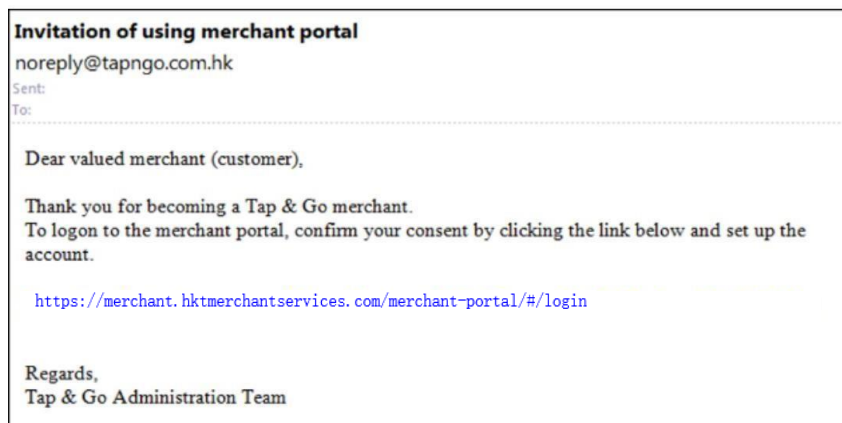 Invitation of using merchant portal
noreply@tapngo.com.hk
Sent:
To:
Dear valued merchant (customer),
Thank you for becoming a Tap & Go merchant.
To logon to the merchant portal, confirm your consent by clicking the link below and set up the
account.
https://merchant.hktmerchantservices.com/merchant-portal/#/login
Regards,
Tap & Go Administration Team